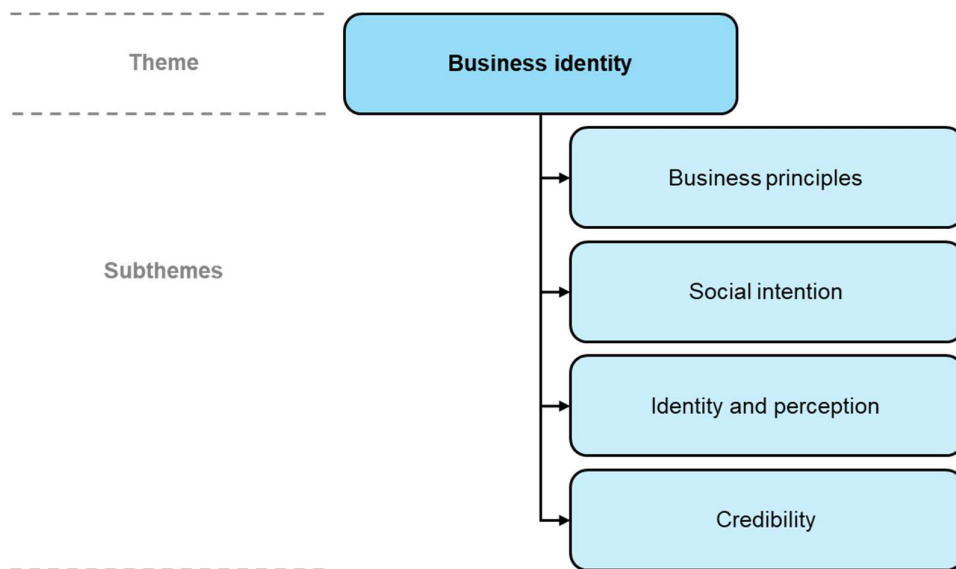 Theme
Business identity
Business principles
Subthemes
Social intention
Identity and perception
Credibility